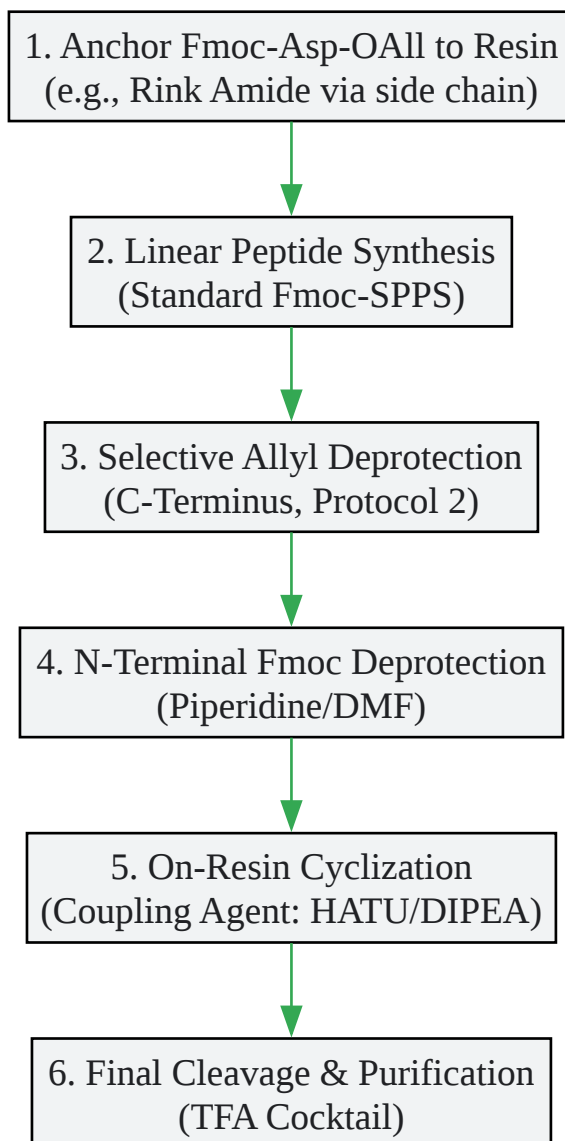 1. Anchor Fmoc-Asp-OAll to Resin
(e.g., Rink Amide via side chain)
2. Linear Peptide Synthesis
(Standard Fmoc-SPPS)
3. Selective Allyl Deprotection
(C-Terminus, Protocol 2)
4. N-Terminal Fmoc Deprotection
(Piperidine/DMF)
5. On-Resin Cyclization
(Coupling Agent: HATU/DIPEA)
6. Final Cleavage & Purification
(TFA Cocktail)